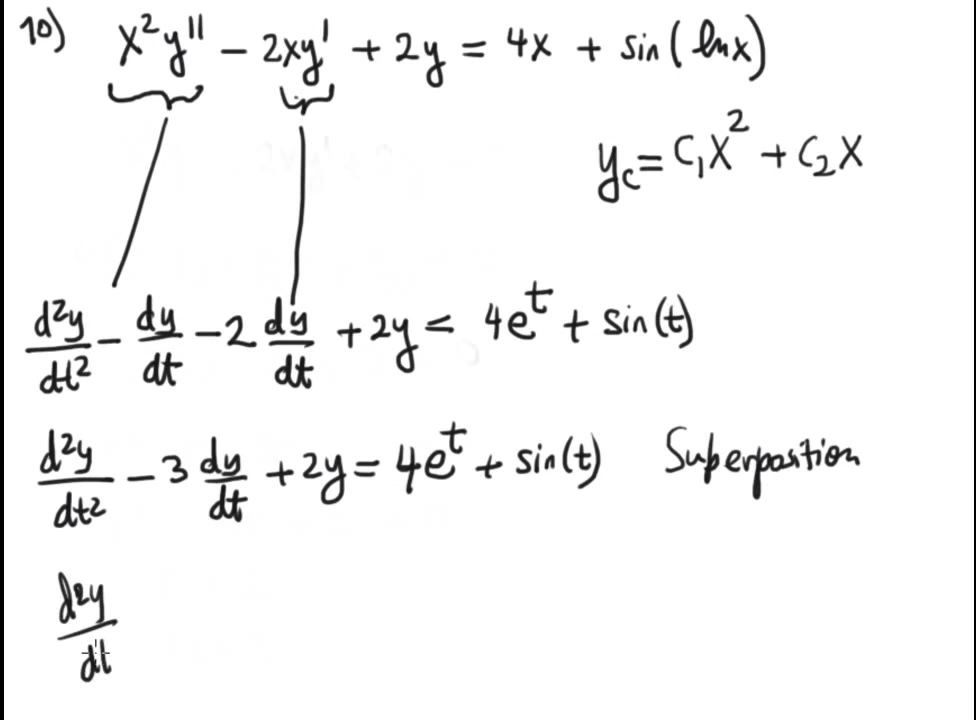 10) x²y'' - 2xy' + 2y = 4x + sin(lnx)
y_c = C₁x² + C₂x
d²y/dt² - dy/dt - 2 dy/dt + 2y = 4e^t + sin(t)
d²y/dt² - 3 dy/dt + 2y = 4e^t + sin(t) Superposition
d²y/dt